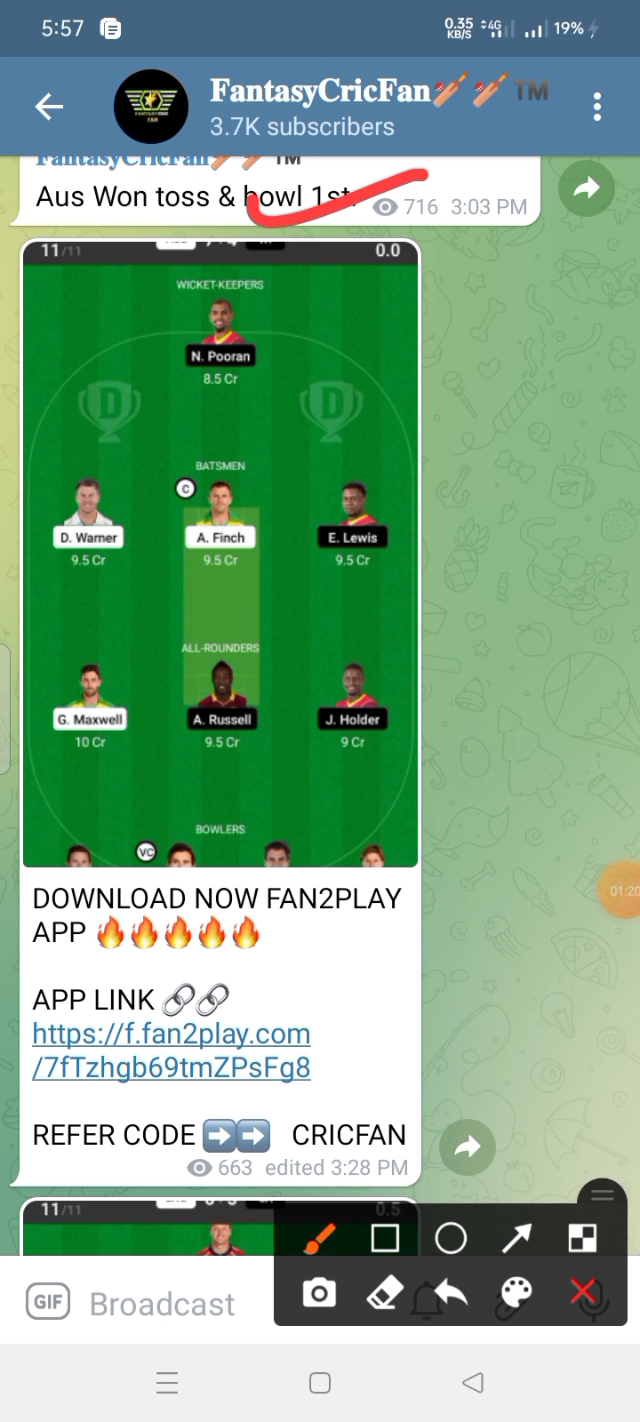 5:57
0.35
KB/S
4G
19%
FantasyCricFan🏏🏏 TM
3.7K subscribers
FantasyCricFan🏏🏏 TM
Aus Won toss & bowl 1st.
716 3:03 PM
11/11
0.0
WICKET-KEEPERS
N. Pooran
8.5 Cr
D
D
BATSMEN
C
D. Warner
A. Finch
E. Lewis
9.5 Cr
9.5 Cr
9.5 Cr
ALL-ROUNDERS
G. Maxwell
A. Russell
J. Holder
10 Cr
9.5 Cr
9 Cr
BOWLERS
VC
DOWNLOAD NOW FAN2PLAY
APP 🔥🔥🔥🔥🔥
01:20
APP LINK 🔗🔗
https://f.fan2play.com
/7fTzhgb69tmZPsFg8
REFER CODE ➡️➡️ CRICFAN
663 edited 3:28 PM
11/11
0.5
GIF
Broadcast